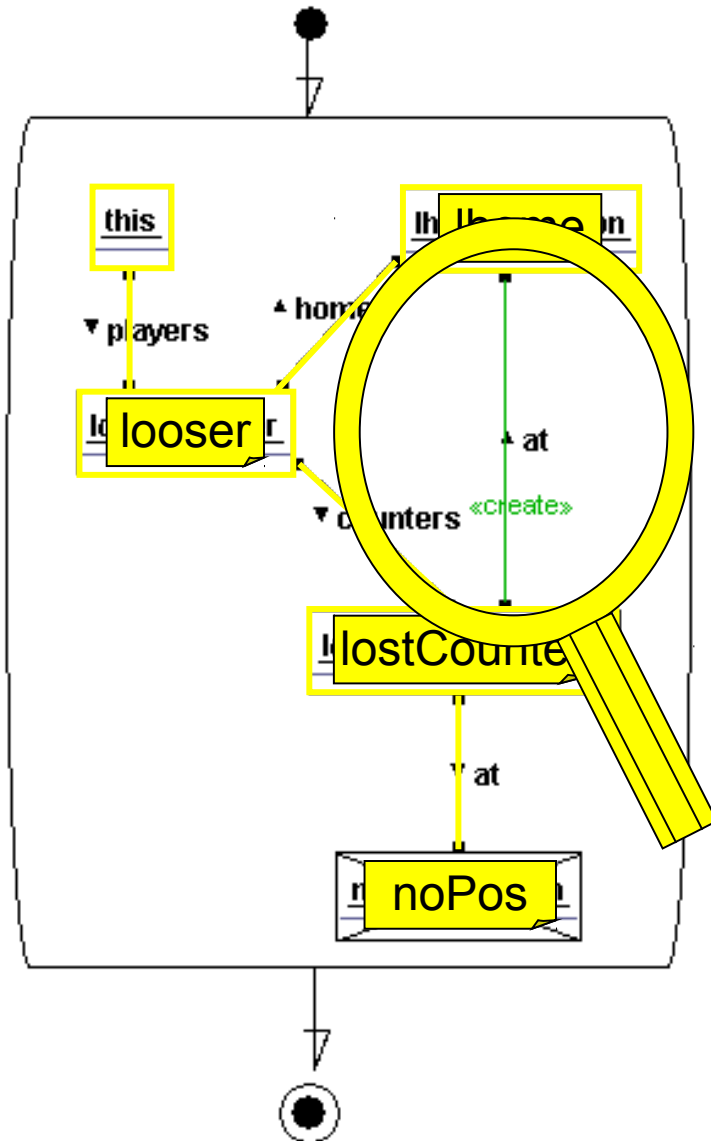 this
lhome
players
home
looser
at
counters
«create»
lostCounte
at
noPos